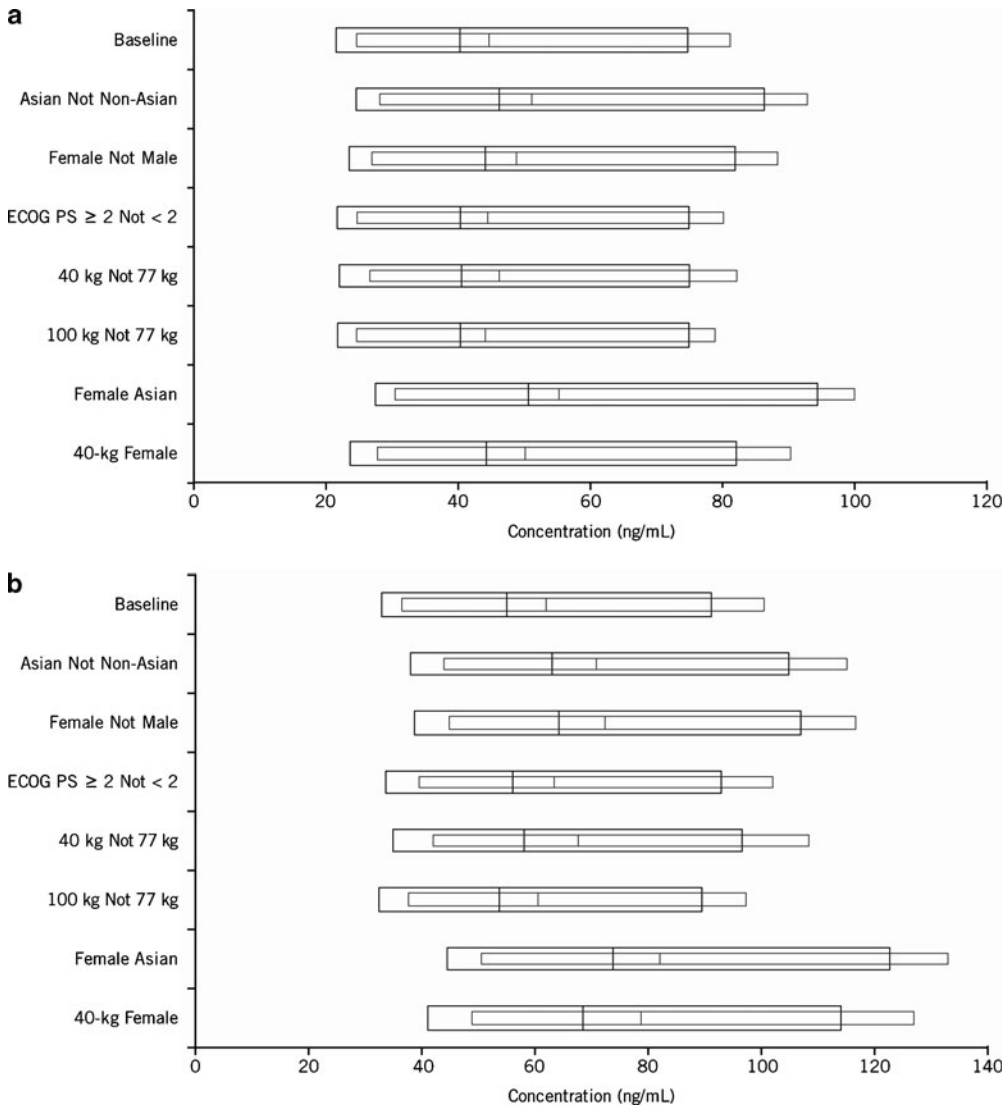 a
Baseline
Asian Not Non-Asian
Female Not Male
ECOG PS ≥ 2 Not < 2
40 kg Not 77 kg
100 kg Not 77 kg
Female Asian
40-kg Female
0 20 40 60 80 100 120
Concentration (ng/mL)
b
Baseline
Asian Not Non-Asian
Female Not Male
ECOG PS ≥ 2 Not < 2
40 kg Not 77 kg
100 kg Not 77 kg
Female Asian
40-kg Female
0 20 40 60 80 100 120 140
Concentration (ng/mL)